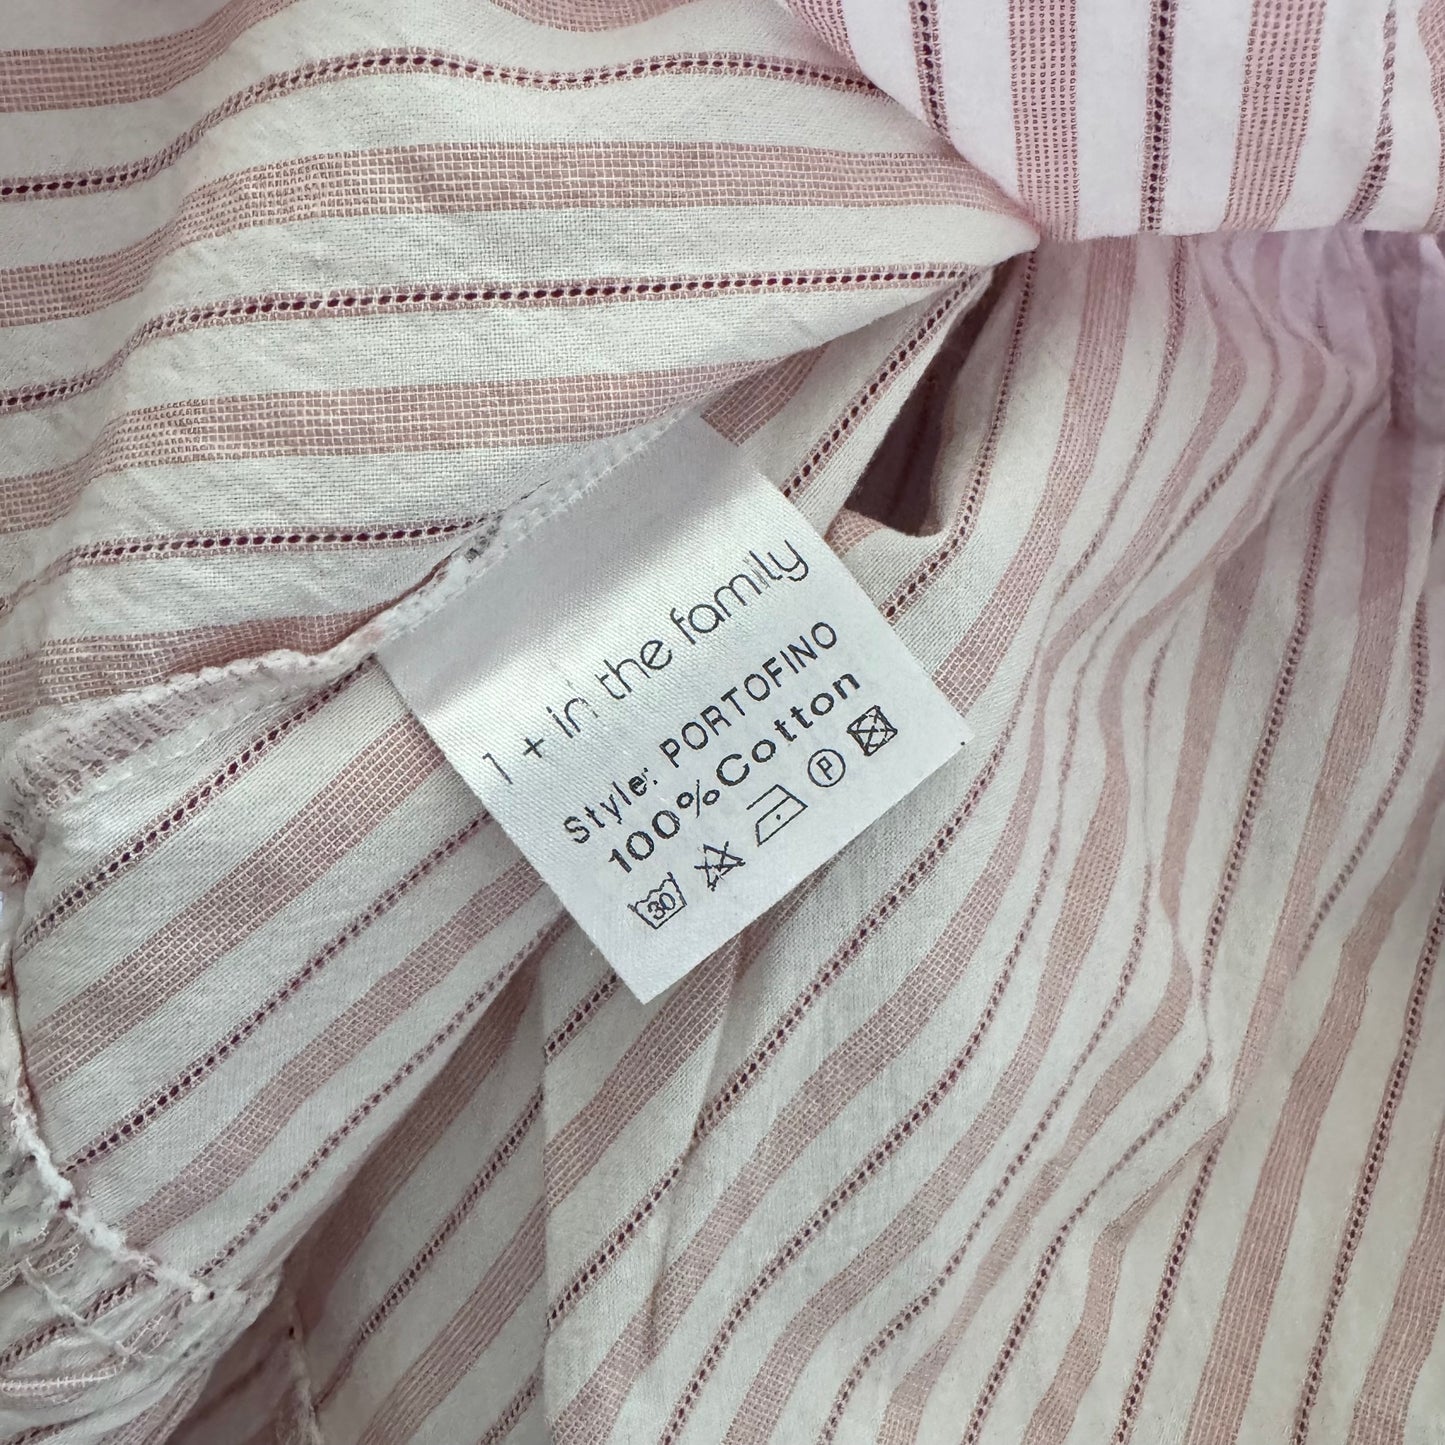 1 + in the family
Style: PORTOFINO
100%Cotton
30 P